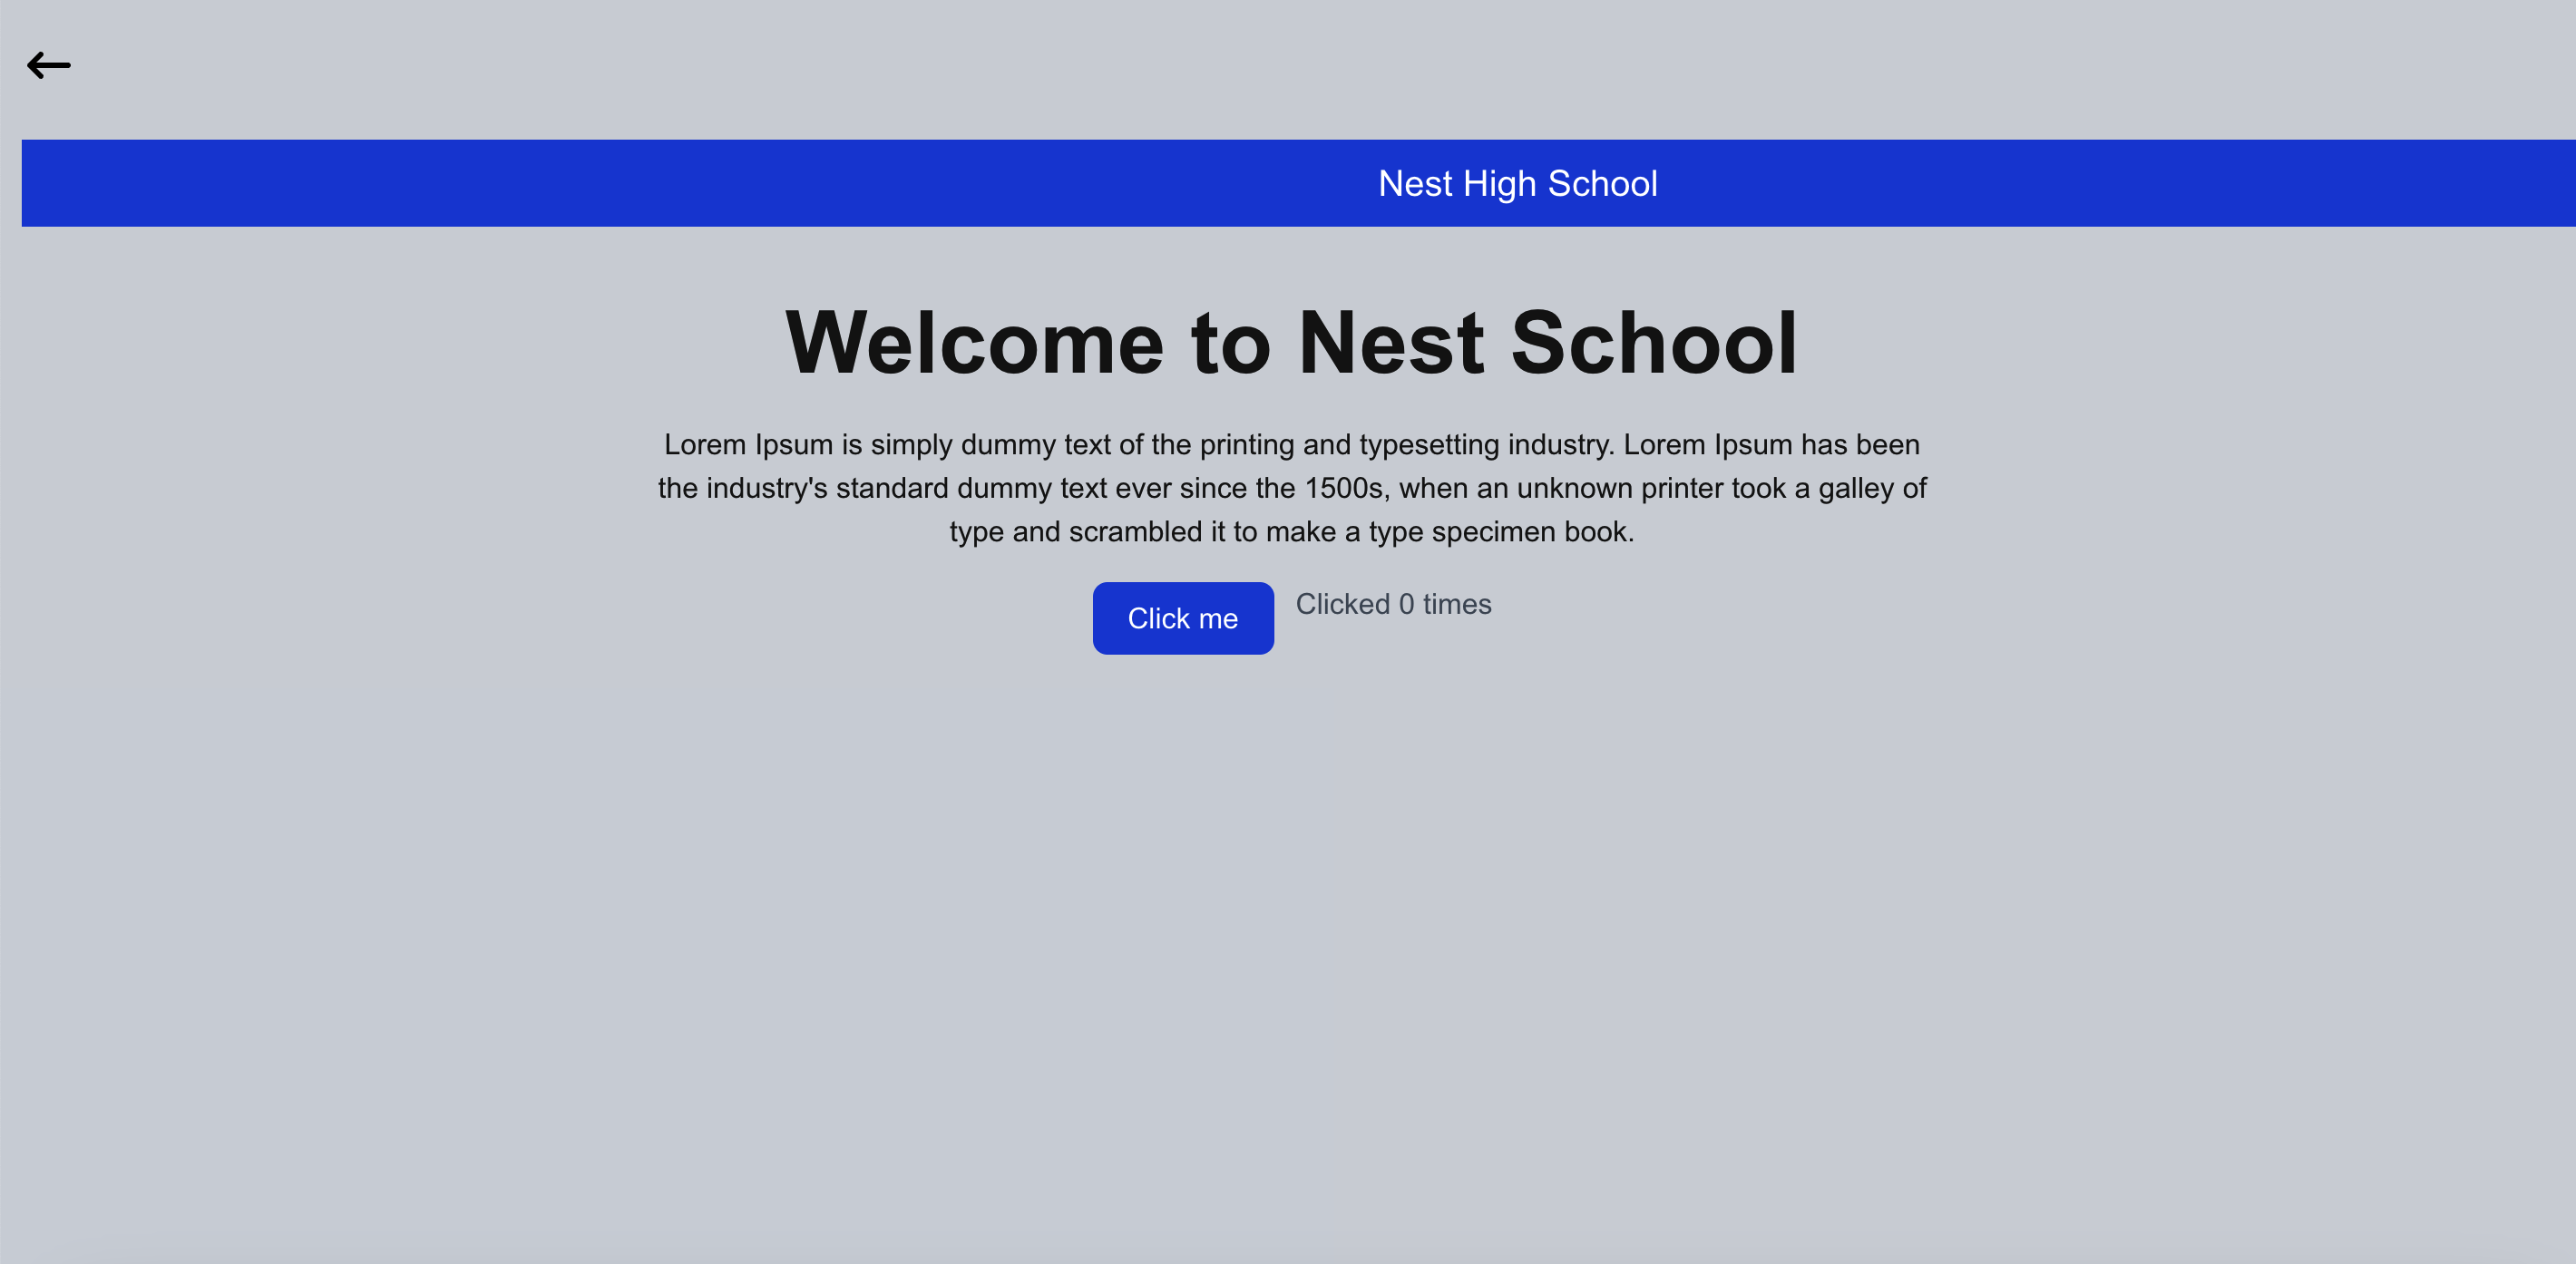 Nest High School
Welcome to Nest School
Lorem Ipsum is simply dummy text of the printing and typesetting industry. Lorem Ipsum has been
the industry's standard dummy text ever since the 1500s, when an unknown printer took a galley of
type and scrambled it to make a type specimen book.
Click me
Clicked 0 times